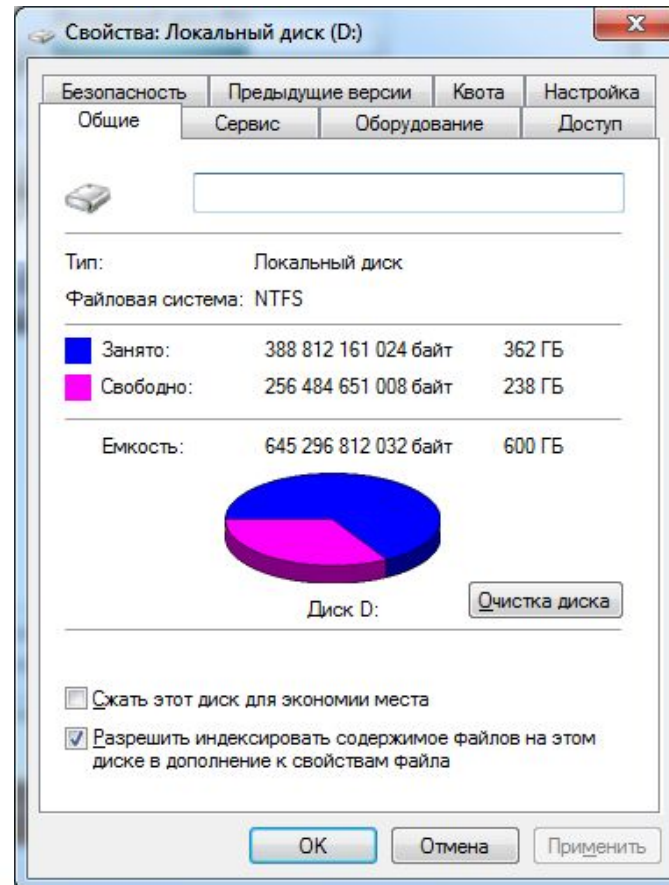 Свойства: Локальный диск (D:)
Безопасность Предыдущие версии Квота Настройка
Общие Сервис Оборудование Доступ
Тип: Локальный диск
Файловая система: NTFS
Занято: 388 812 161 024 байт 362 ГБ
Свободно: 256 484 651 008 байт 238 ГБ
Емкость: 645 296 812 032 байт 600 ГБ
Диск D:
Очистка диска
Сжать этот диск для экономии места
Разрешить индексировать содержимое файлов на этом
диске в дополнение к свойствам файла
OK Отмена Применить